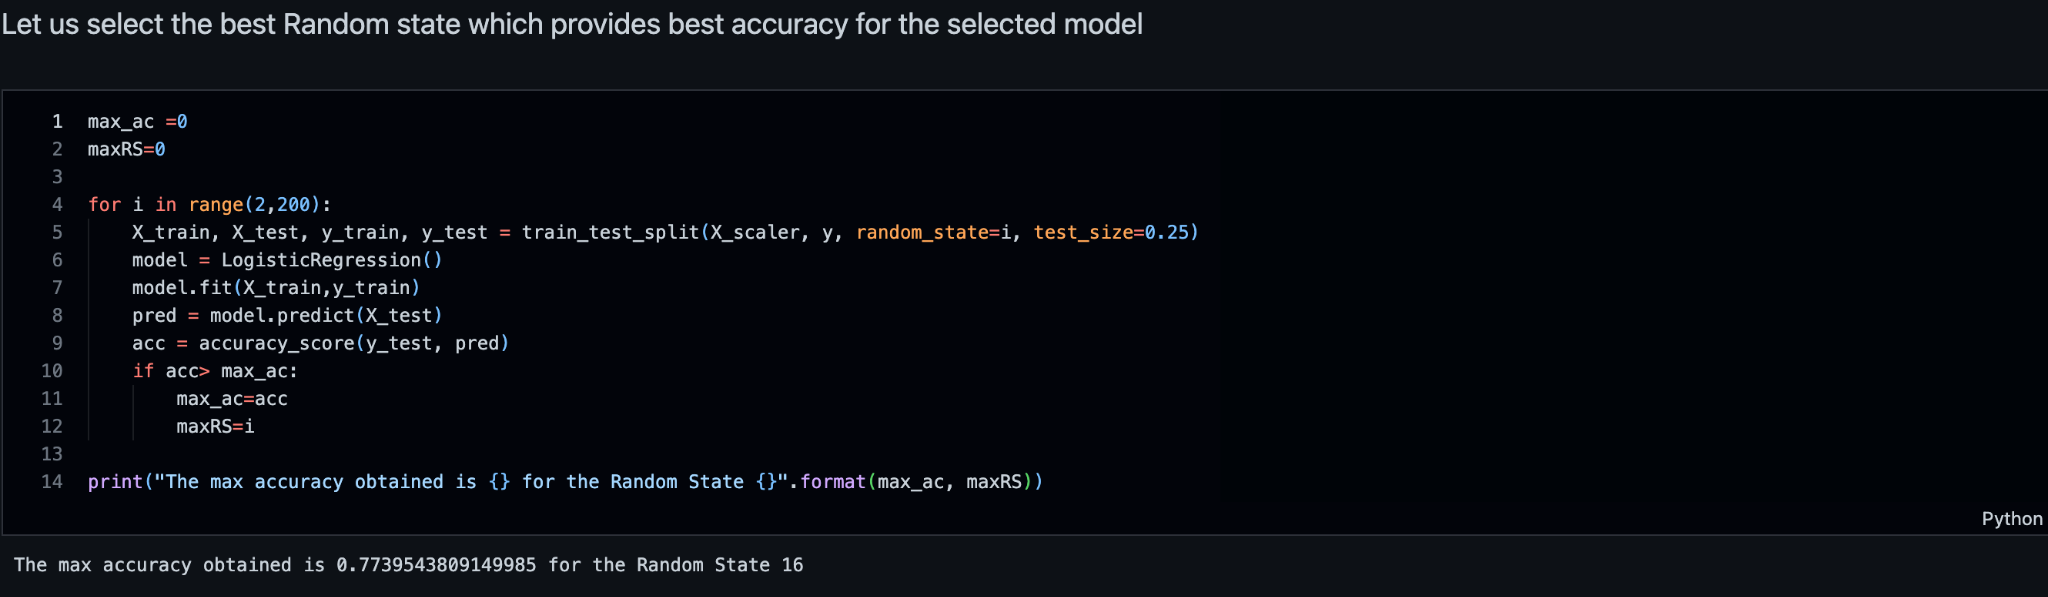 Let us select the best Random state which provides best accuracy for the selected model
1 max_ac =0
2 maxRS=0
3
4 for i in range(2,200):
5     X_train, X_test, y_train, y_test = train_test_split(X_scaler, y, random_state=i, test_size=0.25)
6     model = LogisticRegression()
7     model.fit(X_train,y_train)
8     pred = model.predict(X_test)
9     acc = accuracy_score(y_test, pred)
10     if acc> max_ac:
11         max_ac=acc
12         maxRS=i
13
14 print("The max accuracy obtained is {} for the Random State {}".format(max_ac, maxRS))
Python
The max accuracy obtained is 0.7739543809149985 for the Random State 16